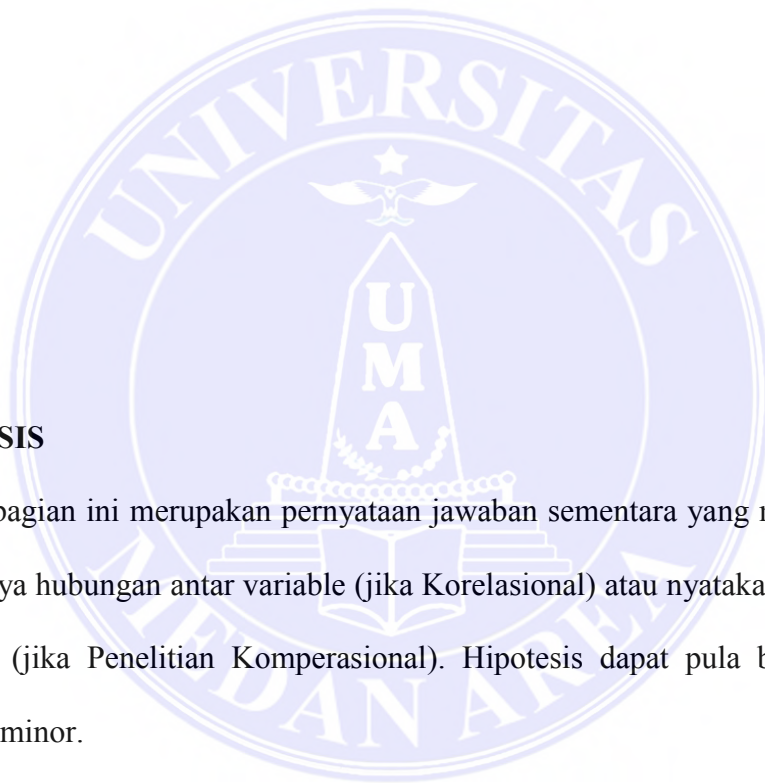 UNIVERSITAS
UMA
MEDAN AREA
SIS
bagian ini merupakan pernyataan jawaban sementara yang
ya hubungan antar variable (jika Korelasional) atau nyataka
(jika Penelitian Komperasional). Hipotesis dapat pula b
minor.